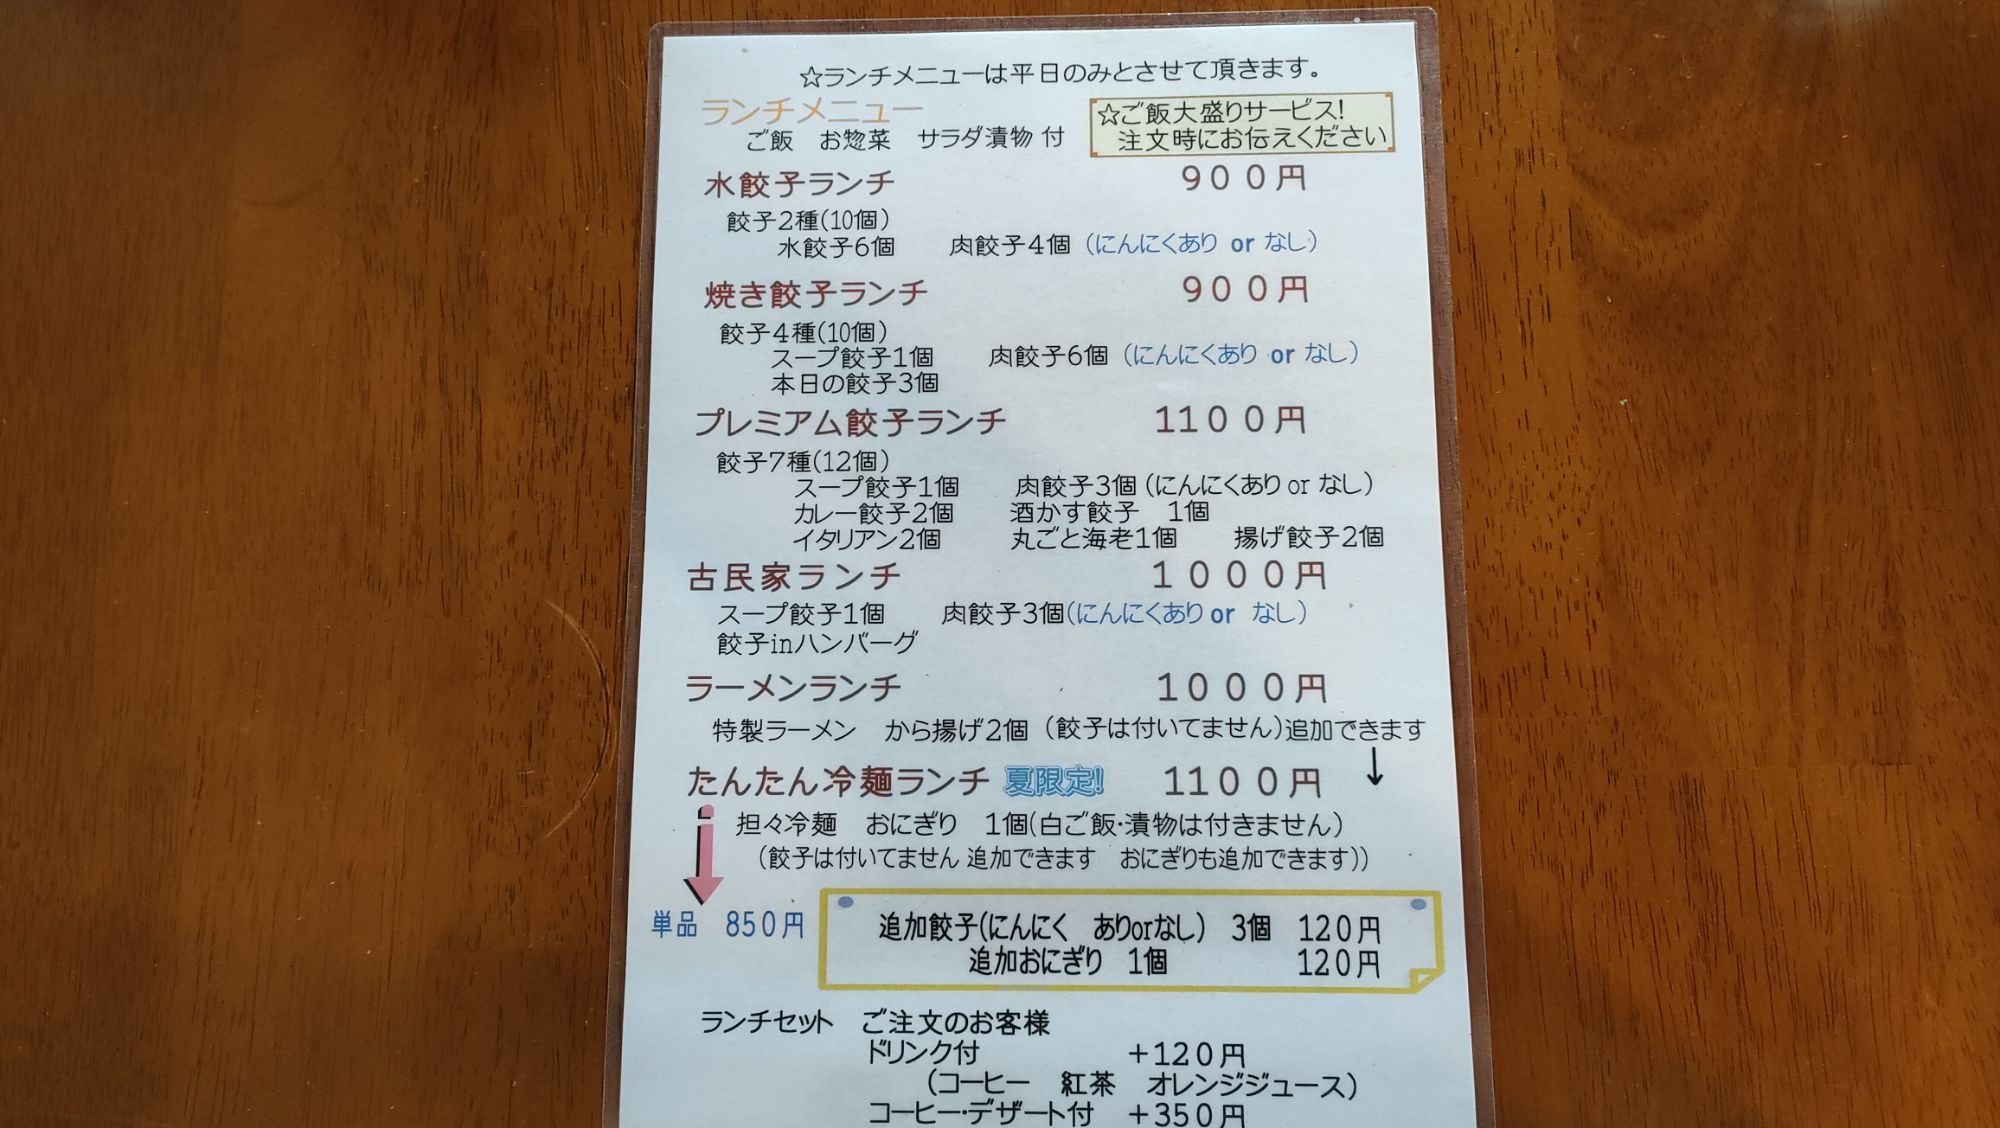 ☆ランチメニューは平日のみとさせて頂きます。
ランチメニュー
ご飯 お惣菜 サラダ漬物 付
☆ご飯大盛りサービス!
注文時にお伝えください
水餃子ランチ 900円
餃子2種(10個)
水餃子6個 肉餃子4個(にんにくあり or なし)
焼き餃子ランチ 900円
餃子4種(10個)
スープ餃子1個 肉餃子6個(にんにくあり or なし)
本日の餃子3個
プレミアム餃子ランチ 1100円
餃子7種(12個)
スープ餃子1個 肉餃子3個(にんにくあり or なし)
カレー餃子2個 酒かす餃子 1個
イタリアン2個 丸ごと海老1個 揚げ餃子2個
古民家ランチ 1000円
スープ餃子1個 肉餃子3個(にんにくあり or なし)
餃子inハンバーグ
ラーメンランチ 1000円
特製ラーメン から揚げ2個(餃子は付いてません)追加できます
↓
たんたん冷麺ランチ 夏限定! 1100円
担々冷麺 おにぎり 1個(白ご飯・漬物は付きません)
(餃子は付いてません 追加できます おにぎりも追加できます))
単品 850円
追加餃子(にんにく ありorなし) 3個 120円
追加おにぎり 1個 120円
ランチセット ご注文のお客様
ドリンク付 +120円
(コーヒー 紅茶 オレンジジュース)
コーヒー・デザート付 +350円